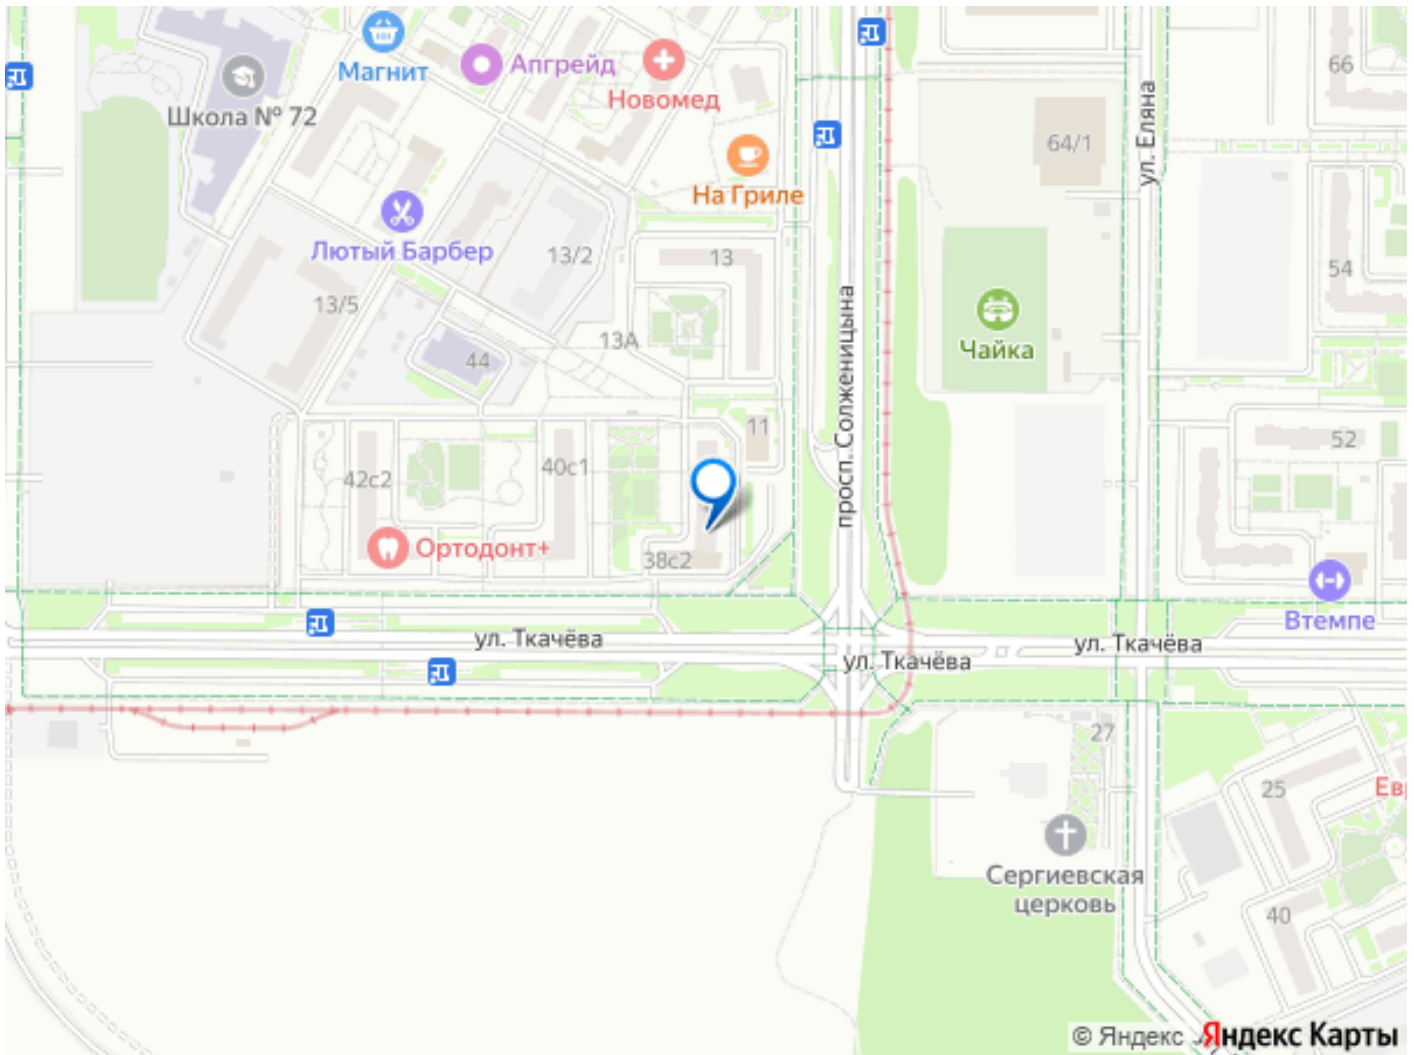 Магнит
Апгрейд
66
Школа № 72
Новомед
64/1
ул. Еляна
На Гриле
Лютый Барбер
13/2
13
54
13/5
просп. Солженицына
13А
Чайка
44
11
52
42с2
40с1
Ортодонт+
38с2
Втемпе
ул. Ткачёва
ул. Ткачёва
ул. Ткачёва
27
25
Евр
Сергиевская
церковь
40
© Яндекс
Яндекс Карты